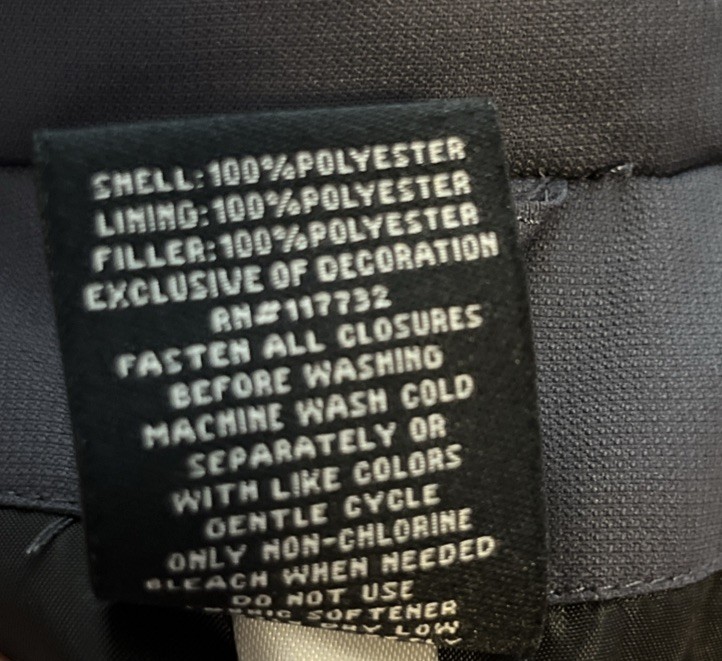 SHELL:100%POLYESTER
LINING:100%POLYESTER
FILLER:100%POLYESTER
EXCLUSIVE OF DECORATION
RN#117732
FASTEN ALL CLOSURES
BEFORE WASHING
MACHINE WASH COLD
SEPARATELY OR
WITH LIKE COLORS
GENTLE CYCLE
ONLY NON-CHLORINE
BLEACH WHEN NEEDED
DO NOT USE
SOFTENER
DRY LOW